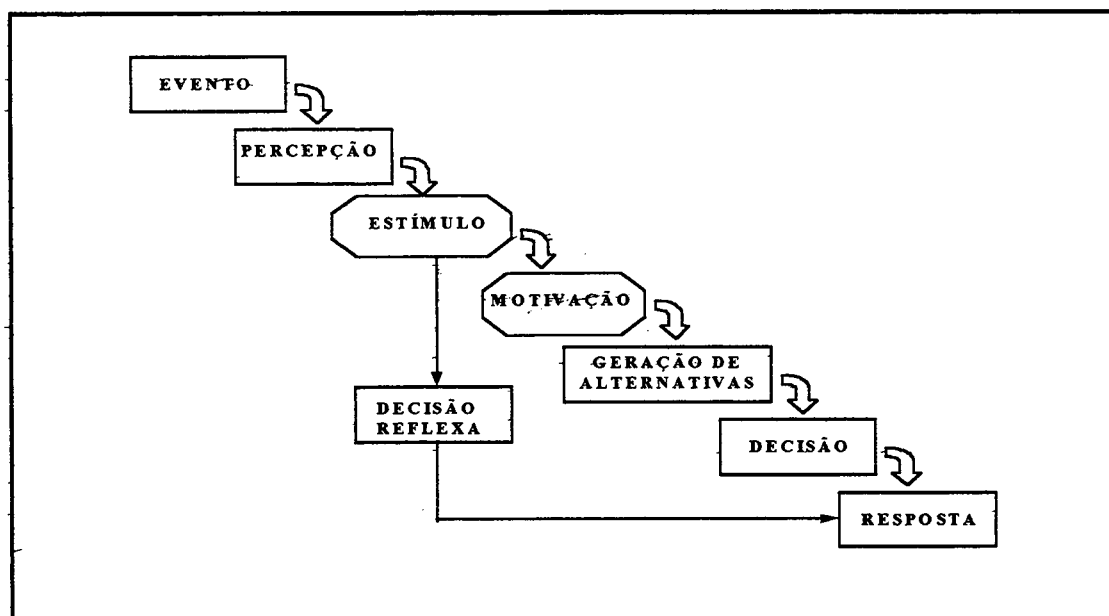 EVENTO
PERCEPÇÃO
ESTÍMULO
MOTIVAÇÃO
GERAÇÃO DE
ALTERNATIVAS
DECISÃO
REFLEXA
DECISÃO
RESPOSTA